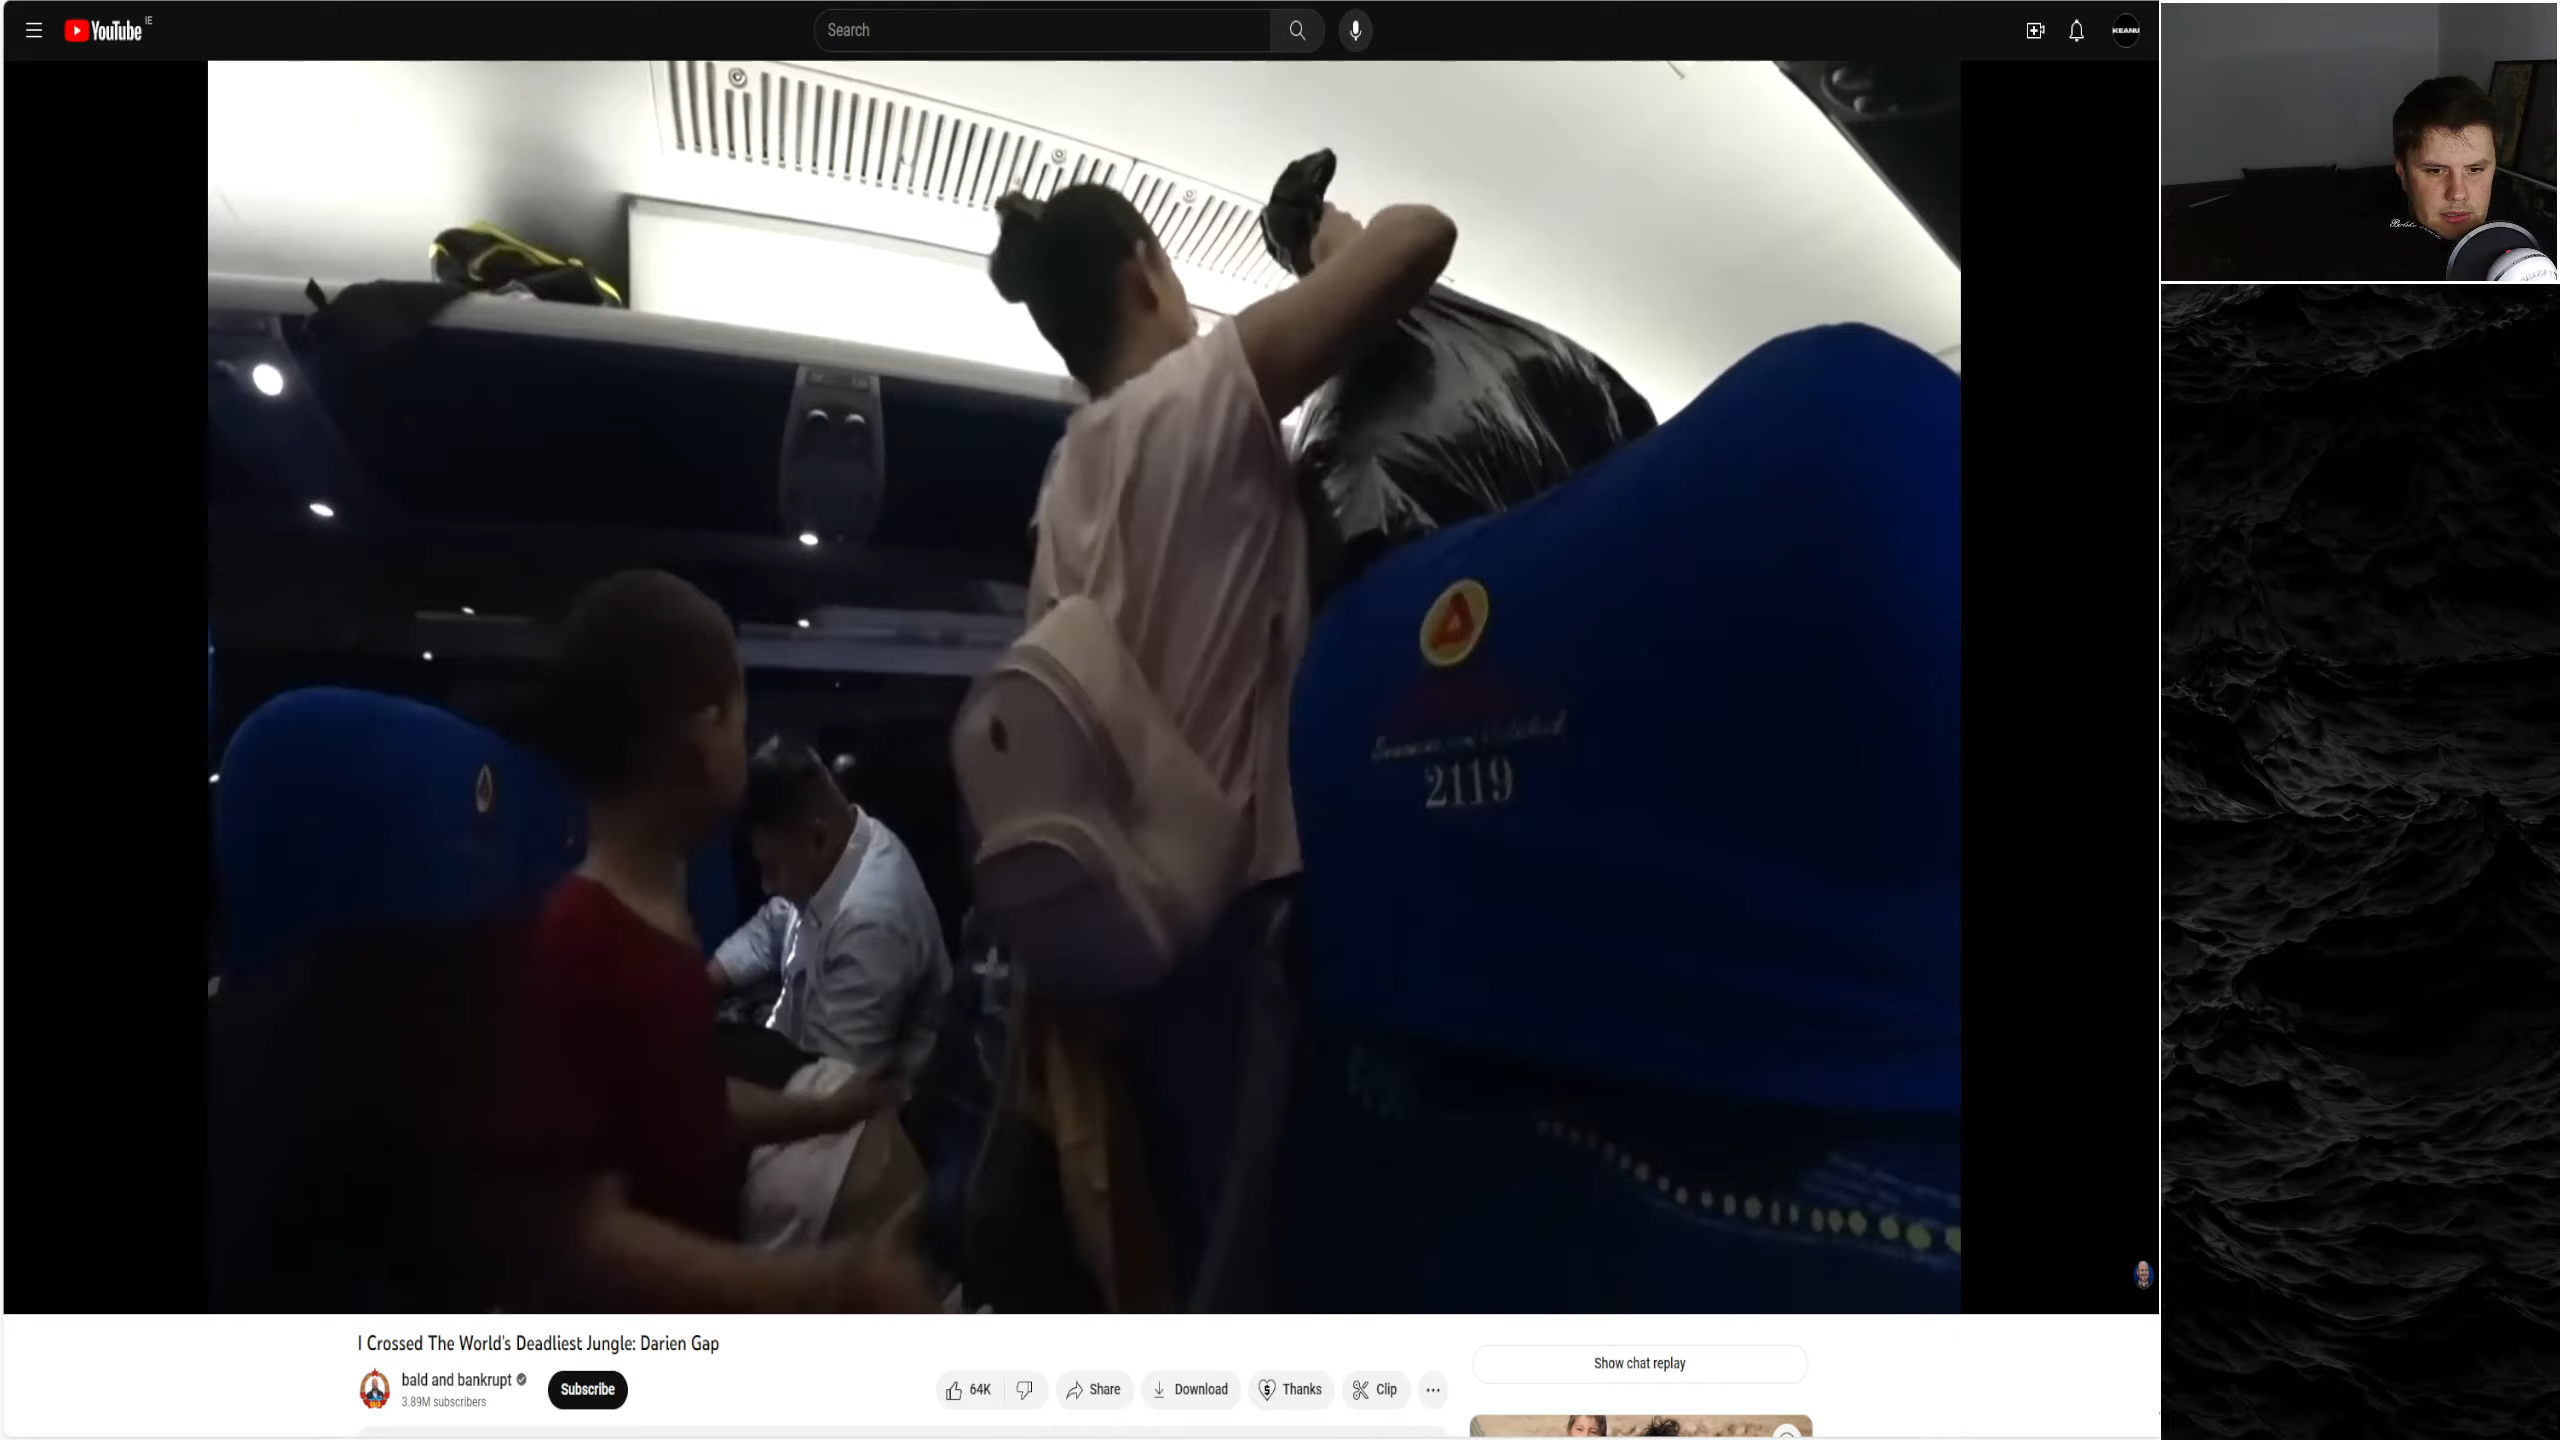 YouTube IE
Search
KEANU
2119
I Crossed The World's Deadliest Jungle: Darien Gap
bald and bankrupt
3.89M subscribers
Subscribe
64K
Share
Download
Thanks
Clip
Show chat replay